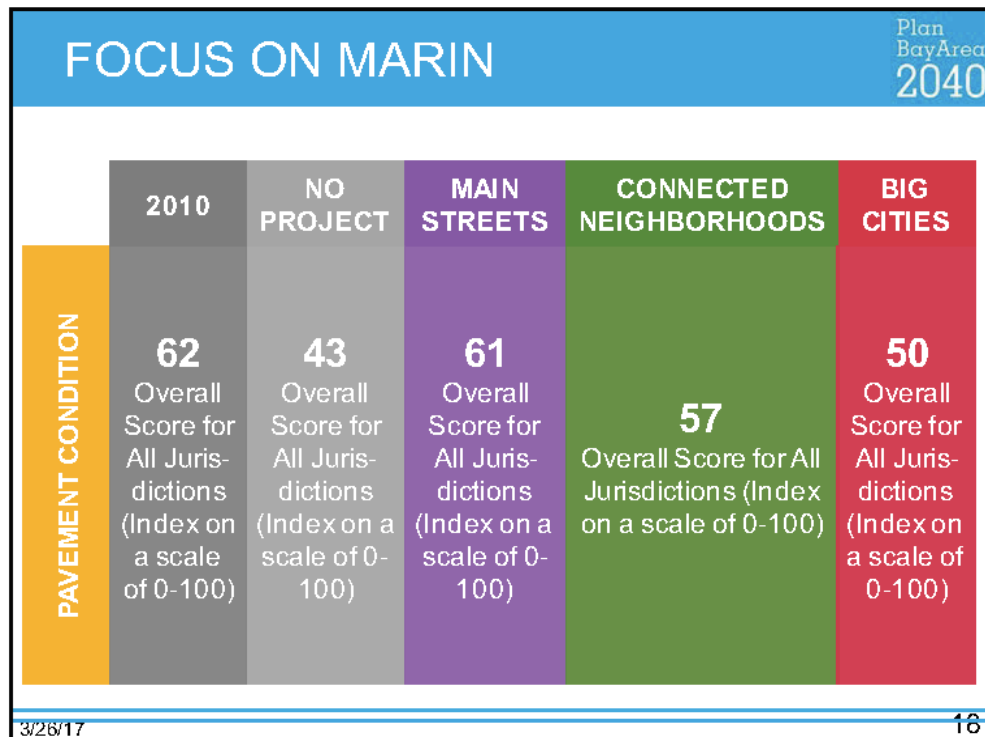 FOCUS ON MARIN
Plan
BayArea
2040
2010
NO
PROJECT
MAIN
STREETS
CONNECTED
NEIGHBORHOODS
BIG
CITIES
PAVEMENT CONDITION
62
Overall
Score for
All Juris-
dictions
(Index on
a scale
of 0-100)
43
Overall
Score for
All Juris-
dictions
(Index on a
scale of 0-
100)
61
Overall
Score for
All Juris-
dictions
(Index on a
scale of 0-
100)
57
Overall Score for All
Jurisdictions (Index
on a scale of 0-100)
50
Overall
Score for
All Juris-
dictions
(Index on
a scale of
0-100)
3/26/17